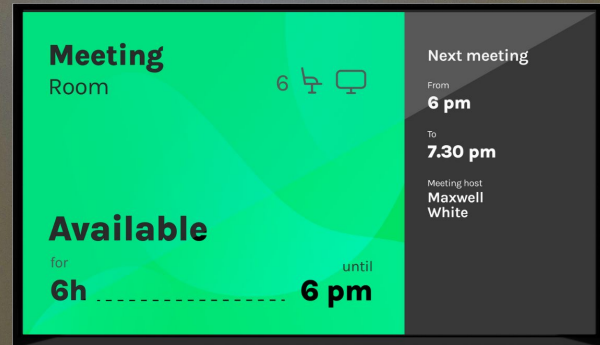 Meeting
Room
6
Available
for
until
6h
6 pm
Next meeting
From
6 pm
To
7.30 pm
Meeting host
Maxwell
White